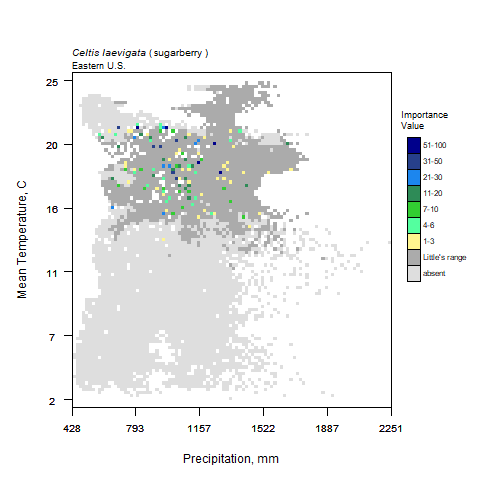 Celtis laevigata ( sugarberry )
Eastern U.S.
25
20
16
11
7
2
Mean Temperature, C
428 793 1157 1522 1887 2251
Precipitation, mm
Importance
Value
51-100
31-50
21-30
11-20
7-10
4-6
1-3
Little's range
absent